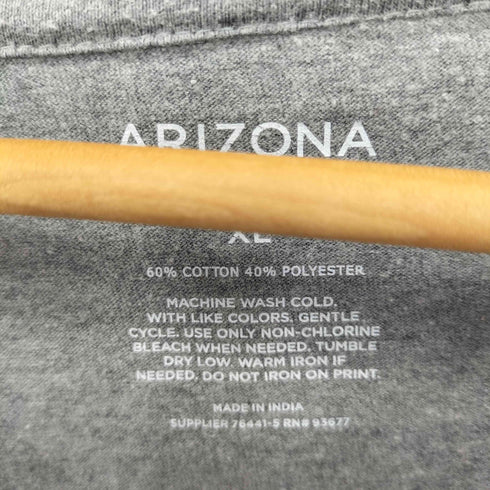 ARIZONA
XL
60% COTTON 40% POLYESTER
MACHINE WASH COLD.
WITH LIKE COLORS. GENTLE
CYCLE. USE ONLY NON-CHLORINE
BLEACH WHEN NEEDED. TUMBLE
DRY LOW. WARM IRON IF
NEEDED. DO NOT IRON ON PRINT.
MADE IN INDIA
SUPPLIER 76441-5 RN# 93677